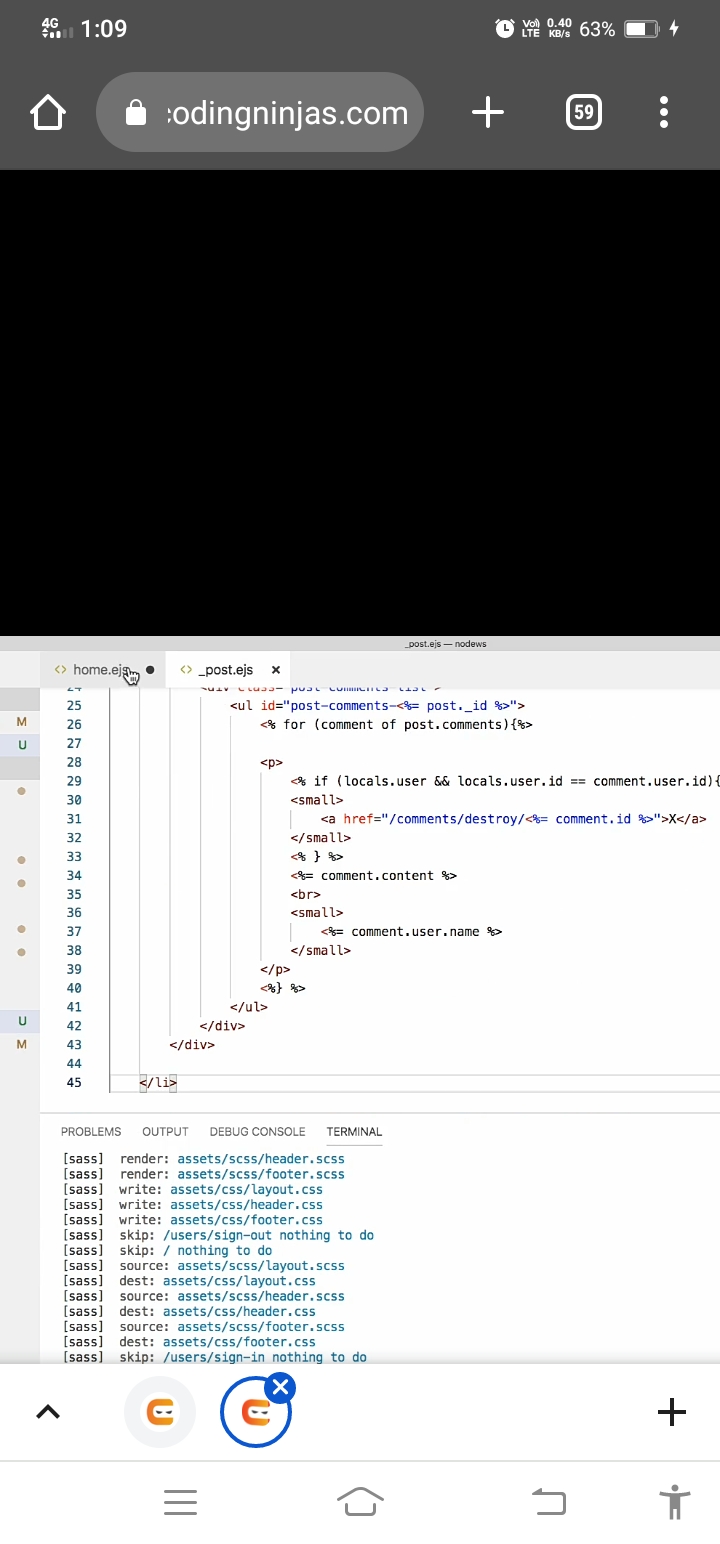 4G 1:09 Vo) LTE 0.40 KB/s 63%
codingninjas.com 59
_post.ejs — nodews
home.ejs _post.ejs
24 <div class="post-comments-list">
M 25 <ul id="post-comments-<%= post._id %>">
26 <% for (comment of post.comments){%>
U 27
28 <p>
29 <% if (locals.user && locals.user.id == comment.user.id){
30 <small>
31 <a href="/comments/destroy/<%= comment.id %>">X</a>
32 </small>
33 <% } %>
34 <%= comment.content %>
35 <br>
36 <small>
37 <%= comment.user.name %>
38 </small>
39 </p>
40 <%} %>
41 </ul>
U 42 </div>
M 43 </div>
44
45 </li>
PROBLEMS OUTPUT DEBUG CONSOLE TERMINAL
[sass] render: assets/scss/header.scss
[sass] render: assets/scss/footer.scss
[sass] write: assets/css/layout.css
[sass] write: assets/css/header.css
[sass] write: assets/css/footer.css
[sass] skip: /users/sign-out nothing to do
[sass] skip: / nothing to do
[sass] source: assets/scss/layout.scss
[sass] dest: assets/css/layout.css
[sass] source: assets/scss/header.scss
[sass] dest: assets/css/header.css
[sass] source: assets/scss/footer.scss
[sass] dest: assets/css/footer.css
[sass] skip: /users/sign-in nothing to do